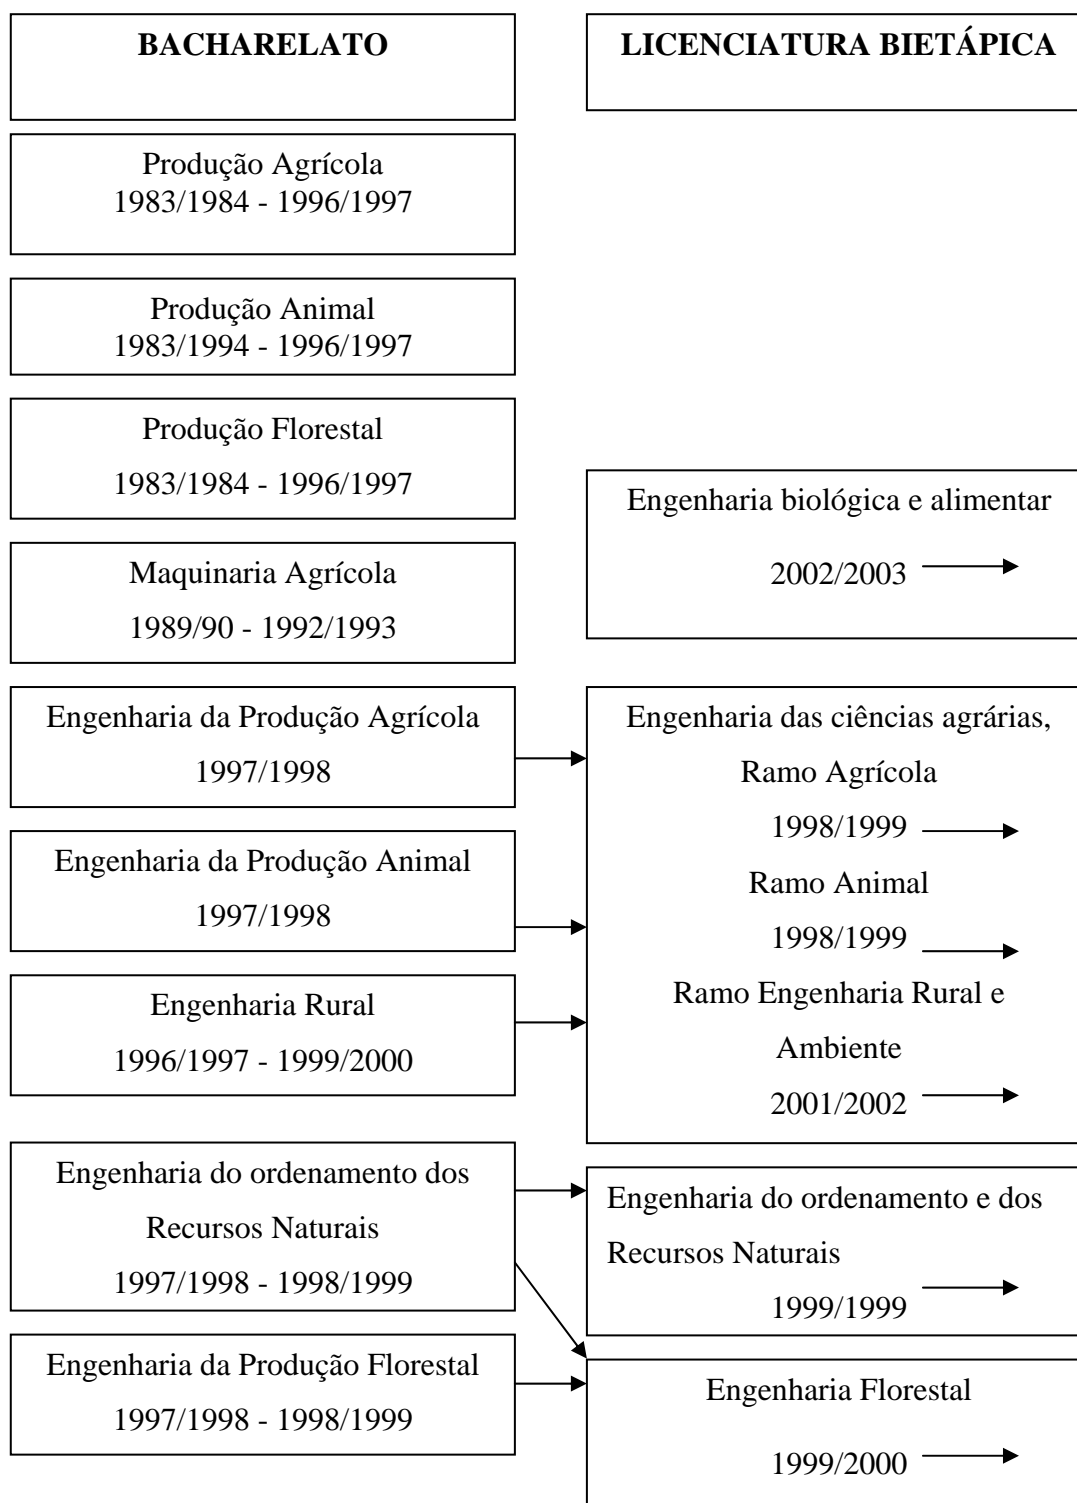 BACHARELATO
LICENCIATURA BIETÁPICA
Produção Agrícola
1983/1984 - 1996/1997
Produção Animal
1983/1994 - 1996/1997
Produção Florestal
1983/1984 - 1996/1997
Maquinaria Agrícola
1989/90 - 1992/1993
Engenharia da Produção Agrícola
1997/1998
Engenharia da Produção Animal
1997/1998
Engenharia Rural
1996/1997 - 1999/2000
Engenharia do ordenamento dos
Recursos Naturais
1997/1998 - 1998/1999
Engenharia da Produção Florestal
1997/1998 - 1998/1999
Engenharia biológica e alimentar
2002/2003
Engenharia das ciências agrárias,
Ramo Agrícola
1998/1999
Ramo Animal
1998/1999
Ramo Engenharia Rural e
Ambiente
2001/2002
Engenharia do ordenamento e dos
Recursos Naturais
1999/1999
Engenharia Florestal
1999/2000